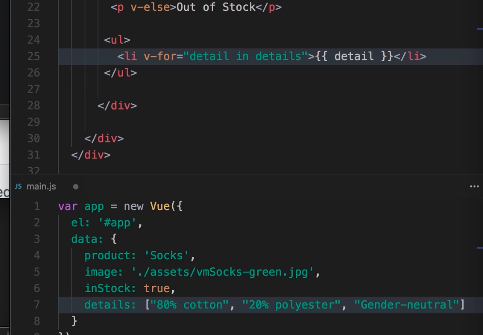 22 <p v-else>Out of Stock</p>
23
24 <ul>
25 <li v-for="detail in details">{{ detail }}</li>
26 </ul>
27
28 </div>
29
30 </div>
31 </div>
32
JS main.js ● ···
1 var app = new Vue({
2 el: '#app',
3 data: {
4 product: 'Socks',
5 image: './assets/vmSocks-green.jpg',
6 inStock: true,
7 details: ["80% cotton", "20% polyester", "Gender-neutral"]
8 }